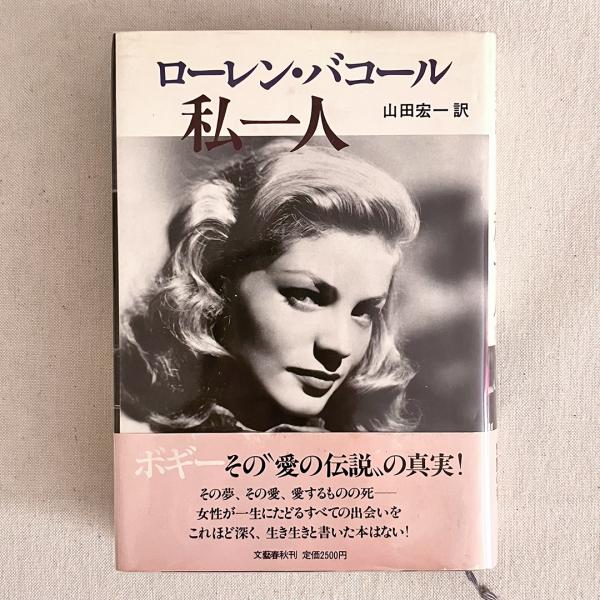 ローレン・バコール
私一人
山田宏一 訳
ボギーその〝愛の伝説〟の真実!
その夢、その愛、愛するものの死──
女性が一生にたどるすべての出会いを
これほど深く、生き生きと書いた本はない!
文藝春秋刊 定価2500円